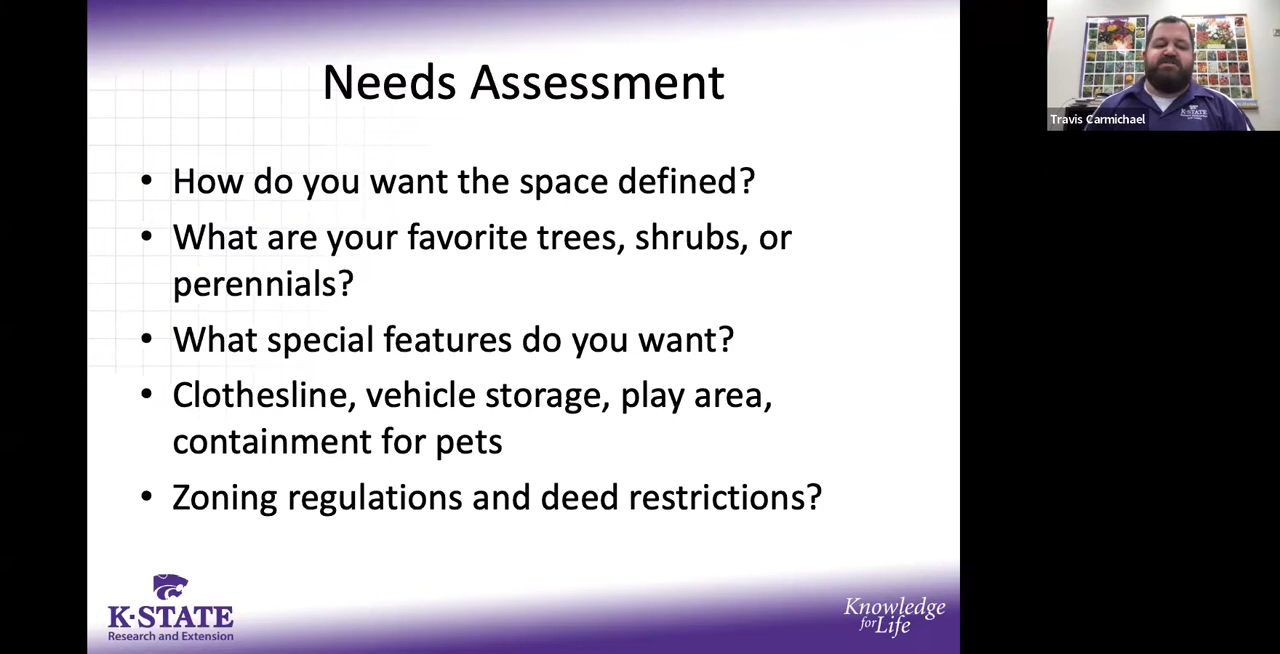 Needs Assessment
• How do you want the space defined?
• What are your favorite trees, shrubs, or
perennials?
• What special features do you want?
• Clothesline, vehicle storage, play area,
containment for pets
• Zoning regulations and deed restrictions?
K-STATE
Research and Extension
Knowledge
for Life
K-STATE
Travis Carmichael